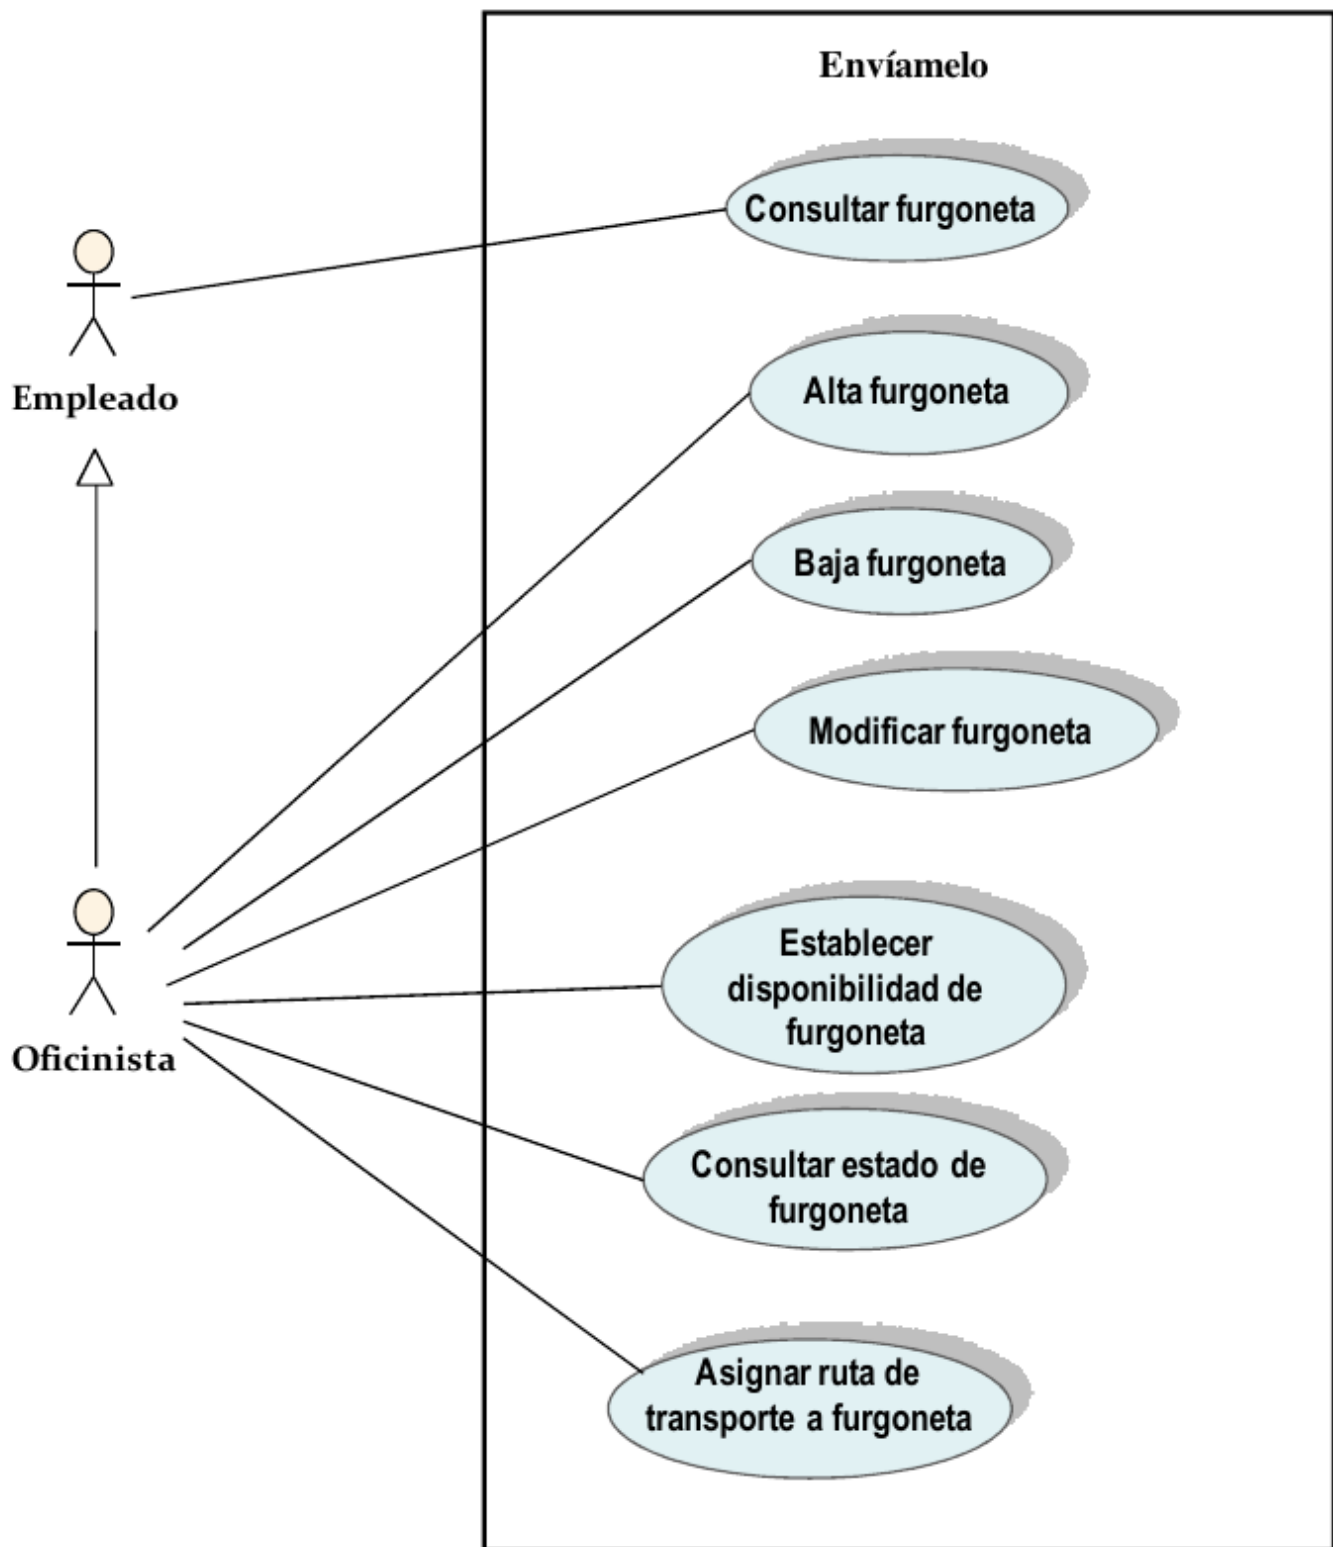 Envíamelo
Consultar furgoneta
Empleado
Alta furgoneta
Baja furgoneta
Modificar furgoneta
Oficinista
Establecer
disponibilidad de
furgoneta
Consultar estado de
furgoneta
Asignar ruta de
transporte a furgoneta